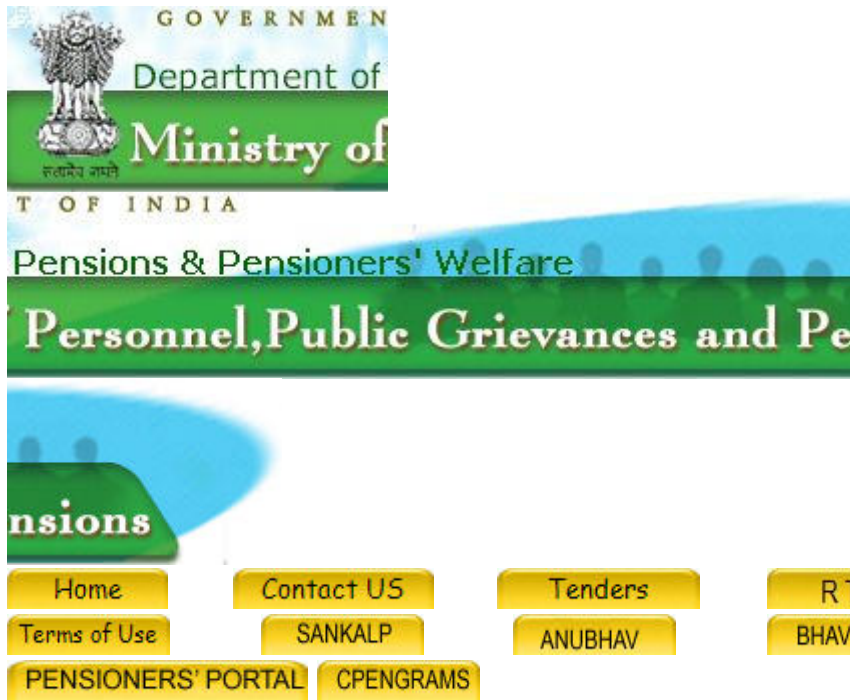 GOVERNMEN
Department of
Ministry of
सत्यमेव जयते
T OF INDIA
Pensions & Pensioners' Welfare
Personnel,Public Grievances and Pe
nsions
Home Contact US Tenders R T
Terms of Use SANKALP ANUBHAV BHAV
PENSIONERS' PORTAL CPENGRAMS